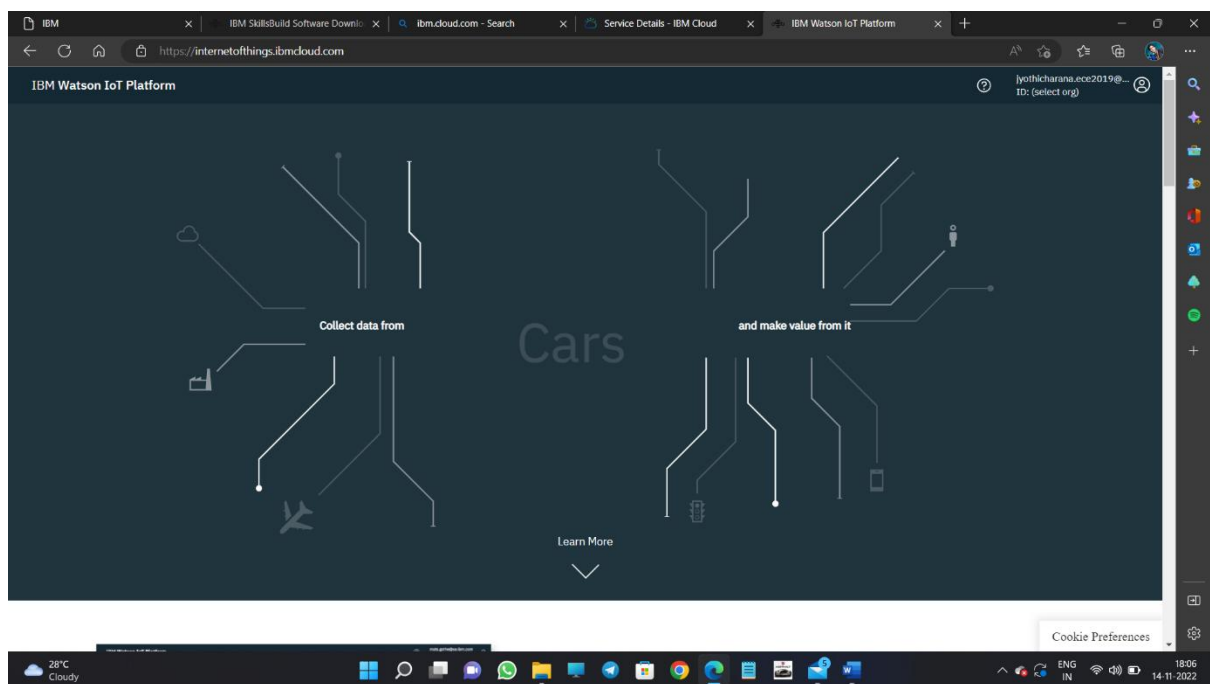 IBM
IBM SkillsBuild Software Downlo
ibm.cloud.com - Search
Service Details - IBM Cloud
IBM Watson IoT Platform
https://internetofthings.ibmcloud.com
IBM Watson IoT Platform
jyothicharana.ece2019@...
ID: (select org)
Collect data from
Cars
and make value from it
Learn More
Cookie Preferences
28°C
Cloudy
ENG
IN
18:06
14-11-2022